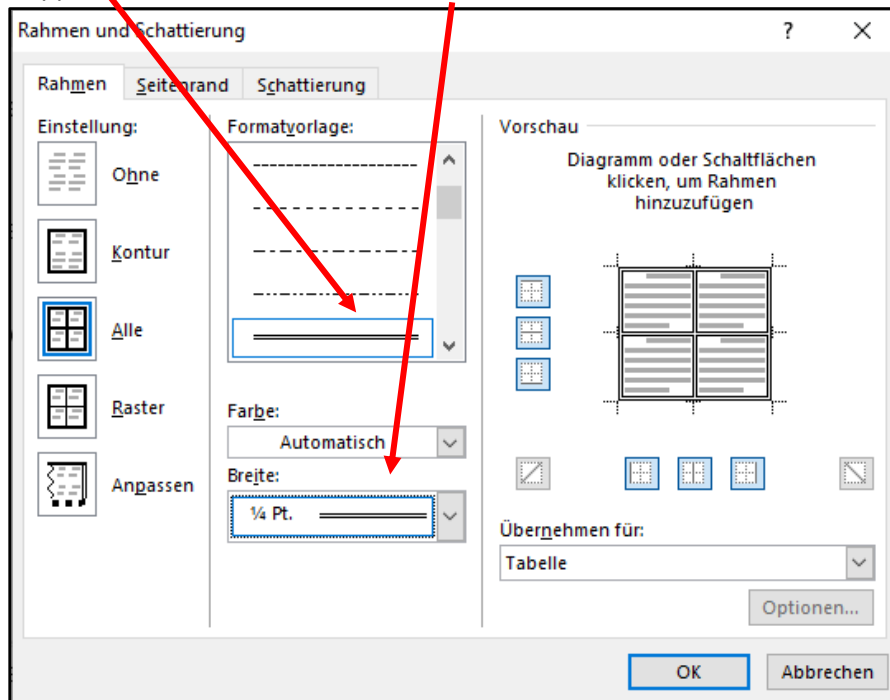 Rahmen und Schattierung ?
Rahmen Seitenrand Schattierung
Einstellung:
Ohne
Kontur
Alle
Raster
Anpassen
Formatvorlage:
Farbe:
Automatisch
Breite:
¼ Pt.
Vorschau
Diagramm oder Schaltflächen
klicken, um Rahmen
hinzuzufügen
Übernehmen für:
Tabelle
Optionen...
OK Abbrechen